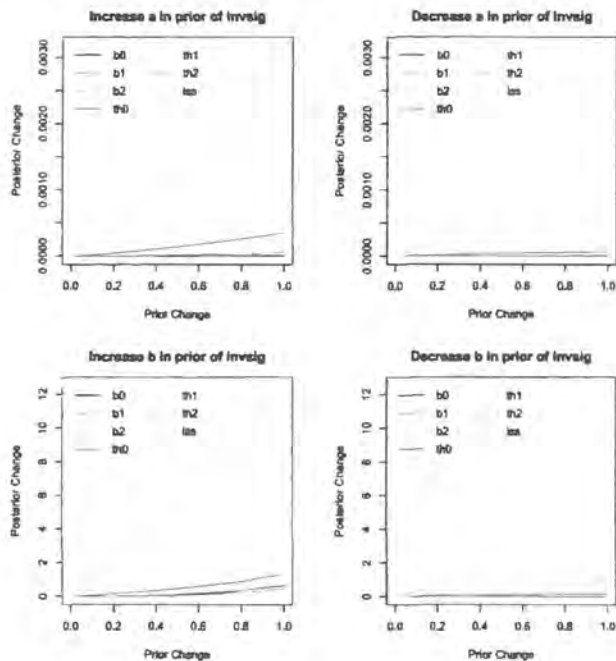 Increase a in prior of invsig
b0 th1
b1 th2
b2 iss
th0
Posterior Change
0.0000 0.0010 0.0020 0.0030
0.0 0.2 0.4 0.6 0.8 1.0
Prior Change
Decrease a in prior of invsig
b0 th1
b1 th2
b2 iss
th0
Posterior Change
0.0000 0.0010 0.0020 0.0030
0.0 0.2 0.4 0.6 0.8 1.0
Prior Change
Increase b in prior of invsig
b0 th1
b1 th2
b2 iss
th0
Posterior Change
0 2 4 6 8 10 12
0.0 0.2 0.4 0.6 0.8 1.0
Prior Change
Decrease b in prior of invsig
b0 th1
b1 th2
b2 iss
th0
Posterior Change
0 2 4 6 8 10 12
0.0 0.2 0.4 0.6 0.8 1.0
Prior Change